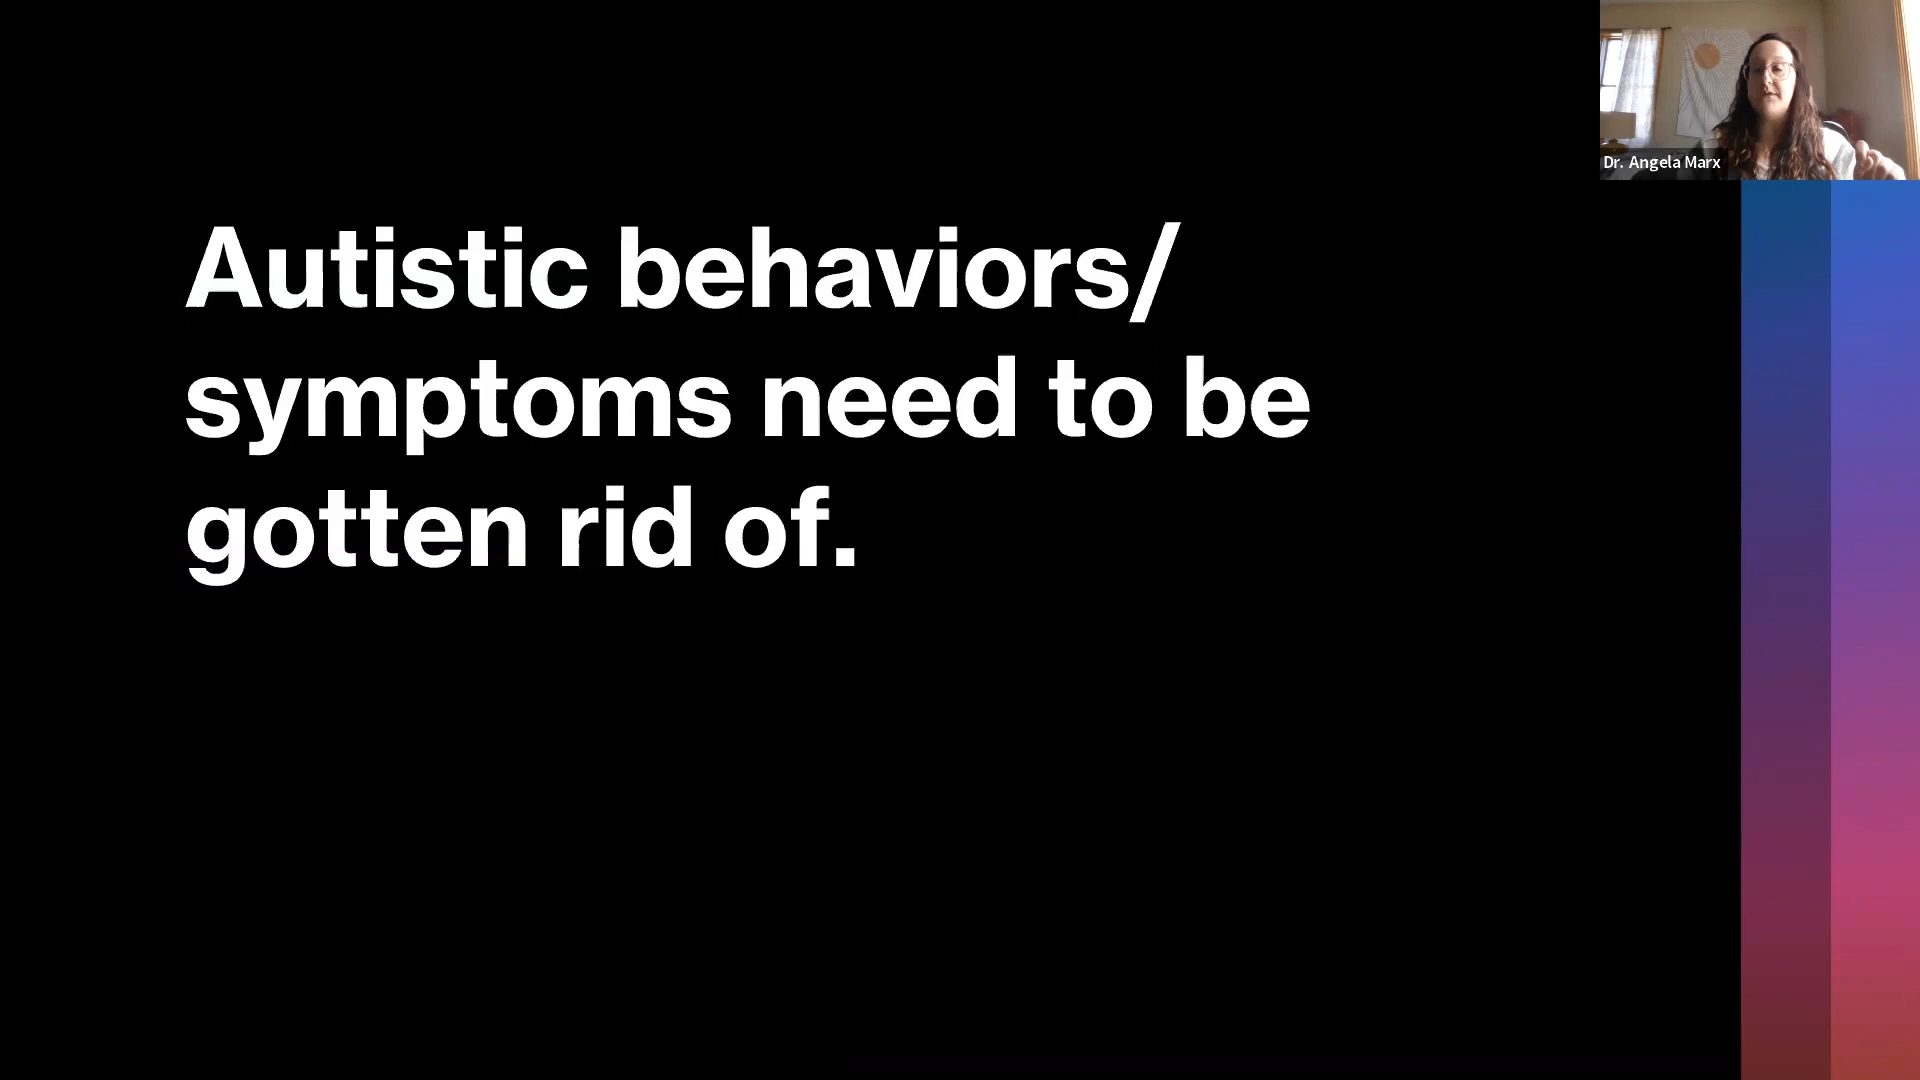 Dr. Angela Marx
Autistic behaviors/
symptoms need to be
gotten rid of.